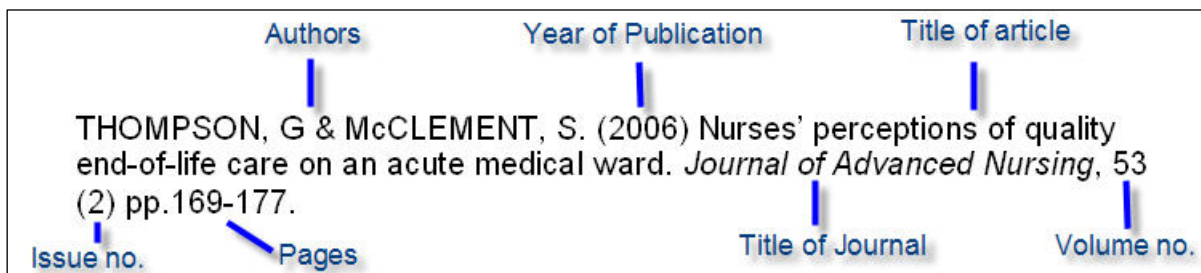 Authors Year of Publication Title of article
THOMPSON, G & McCLEMENT, S. (2006) Nurses’ perceptions of quality
end-of-life care on an acute medical ward. Journal of Advanced Nursing, 53
(2) pp.169-177.
Issue no. Pages Title of Journal Volume no.